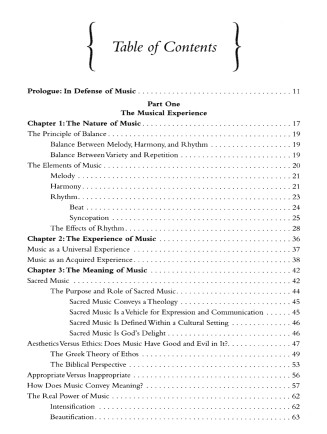 Table of Contents
Prologue: In Defense of Music . . . . . . . . . . . . . . . . . . . . . . . . . . . . . . . . . . . . 11
Part One
The Musical Experience
Chapter 1: The Nature of Music . . . . . . . . . . . . . . . . . . . . . . . . . . . . . . . . . . 17
The Principle of Balance . . . . . . . . . . . . . . . . . . . . . . . . . . . . . . . . . . . . . . . . 19
Balance Between Melody, Harmony, and Rhythm . . . . . . . . . . . . . . . . . . 19
Balance Between Variety and Repetition . . . . . . . . . . . . . . . . . . . . . . . . . 19
The Elements of Music . . . . . . . . . . . . . . . . . . . . . . . . . . . . . . . . . . . . . . . . . 20
Melody . . . . . . . . . . . . . . . . . . . . . . . . . . . . . . . . . . . . . . . . . . . . . . . . . 21
Harmony . . . . . . . . . . . . . . . . . . . . . . . . . . . . . . . . . . . . . . . . . . . . . . . . 21
Rhythm . . . . . . . . . . . . . . . . . . . . . . . . . . . . . . . . . . . . . . . . . . . . . . . . . 23
Beat . . . . . . . . . . . . . . . . . . . . . . . . . . . . . . . . . . . . . . . . . . . . . . . . 24
Syncopation . . . . . . . . . . . . . . . . . . . . . . . . . . . . . . . . . . . . . . . . . . 25
The Effects of Rhythm . . . . . . . . . . . . . . . . . . . . . . . . . . . . . . . . . . . . . . 28
Chapter 2: The Experience of Music . . . . . . . . . . . . . . . . . . . . . . . . . . . . . . 36
Music as a Universal Experience . . . . . . . . . . . . . . . . . . . . . . . . . . . . . . . . . . 37
Music as an Acquired Experience . . . . . . . . . . . . . . . . . . . . . . . . . . . . . . . . . 38
Chapter 3: The Meaning of Music . . . . . . . . . . . . . . . . . . . . . . . . . . . . . . . . 42
Sacred Music . . . . . . . . . . . . . . . . . . . . . . . . . . . . . . . . . . . . . . . . . . . . . . . . . 42
The Purpose and Role of Sacred Music . . . . . . . . . . . . . . . . . . . . . . . . . . 44
Sacred Music Conveys a Theology . . . . . . . . . . . . . . . . . . . . . . . . . . 45
Sacred Music Is a Vehicle for Expression and Communication . . . . . . 45
Sacred Music Is Defined Within a Cultural Setting . . . . . . . . . . . . . . 46
Sacred Music Is God's Delight . . . . . . . . . . . . . . . . . . . . . . . . . . . . . 46
Aesthetics Versus Ethics: Does Music Have Good and Evil in It? . . . . . . . . . . . . . 47
The Greek Theory of Ethos . . . . . . . . . . . . . . . . . . . . . . . . . . . . . . . . . . 49
The Biblical Perspective . . . . . . . . . . . . . . . . . . . . . . . . . . . . . . . . . . . . . 53
Appropriate Versus Inappropriate . . . . . . . . . . . . . . . . . . . . . . . . . . . . . . . . . . 56
How Does Music Convey Meaning? . . . . . . . . . . . . . . . . . . . . . . . . . . . . . . . 57
The Real Power of Music . . . . . . . . . . . . . . . . . . . . . . . . . . . . . . . . . . . . . . . . 62
Intensification . . . . . . . . . . . . . . . . . . . . . . . . . . . . . . . . . . . . . . . . . . . . 62
Beautification . . . . . . . . . . . . . . . . . . . . . . . . . . . . . . . . . . . . . . . . . . . . . 63